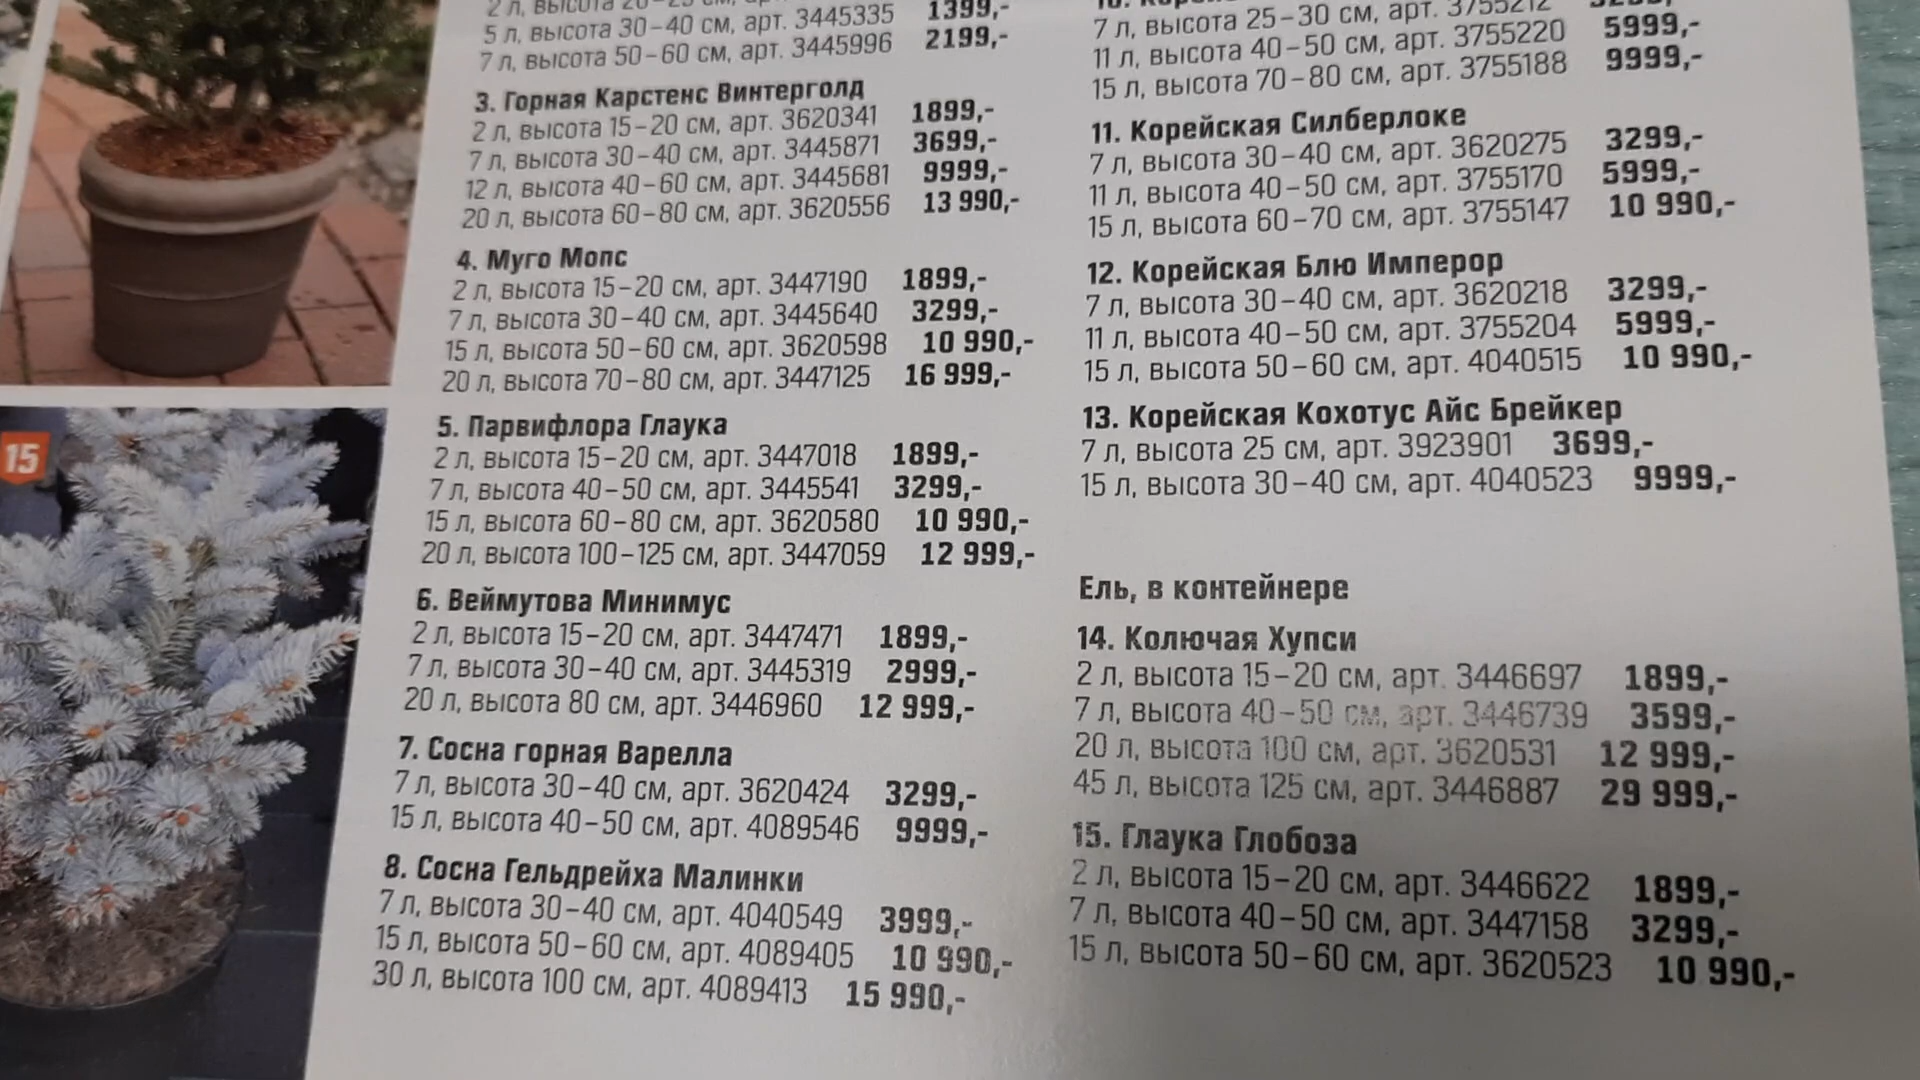 2 л, высота 20–25 см,
5 л, высота 30–40 см, арт. 3445335 1399,-
7 л, высота 50–60 см, арт. 3445996 2199,-
3. Горная Карстенс Винтерголд
2 л, высота 15–20 см, арт. 3620341 1899,-
7 л, высота 30–40 см, арт. 3445871 3699,-
12 л, высота 40–60 см, арт. 3445681 9999,-
20 л, высота 60–80 см, арт. 3620556 13 990,-
4. Муго Мопс
2 л, высота 15–20 см, арт. 3447190 1899,-
7 л, высота 30–40 см, арт. 3445640 3299,-
15 л, высота 50–60 см, арт. 3620598 10 990,-
20 л, высота 70–80 см, арт. 3447125 16 999,-
5. Парвифлора Глаука
2 л, высота 15–20 см, арт. 3447018 1899,-
7 л, высота 40–50 см, арт. 3445541 3299,-
15 л, высота 60–80 см, арт. 3620580 10 990,-
20 л, высота 100–125 см, арт. 3447059 12 999,-
6. Веймутова Минимус
2 л, высота 15–20 см, арт. 3447471 1899,-
7 л, высота 30–40 см, арт. 3445319 2999,-
20 л, высота 80 см, арт. 3446960 12 999,-
7. Сосна горная Варелла
7 л, высота 30–40 см, арт. 3620424 3299,-
15 л, высота 40–50 см, арт. 4089546 9999,-
8. Сосна Гельдрейха Малинки
7 л, высота 30–40 см, арт. 4040549 3999,-
15 л, высота 50–60 см, арт. 4089405 10 990,-
30 л, высота 100 см, арт. 4089413 15 990,-
7 л, высота 25–30 см, арт. 3755212
11 л, высота 40–50 см, арт. 3755220 5999,-
15 л, высота 70–80 см, арт. 3755188 9999,-
11. Корейская Силберлоке
7 л, высота 30–40 см, арт. 3620275 3299,-
11 л, высота 40–50 см, арт. 3755170 5999,-
15 л, высота 60–70 см, арт. 3755147 10 990,-
12. Корейская Блю Имперор
7 л, высота 30–40 см, арт. 3620218 3299,-
11 л, высота 40–50 см, арт. 3755204 5999,-
15 л, высота 50–60 см, арт. 4040515 10 990,-
13. Корейская Кохотус Айс Брейкер
7 л, высота 25 см, арт. 3923901 3699,-
15 л, высота 30–40 см, арт. 4040523 9999,-
Ель, в контейнере
14. Колючая Хупси
2 л, высота 15–20 см, арт. 3446697 1899,-
7 л, высота 40–50 см, арт. 3446739 3599,-
20 л, высота 100 см, арт. 3620531 12 999,-
45 л, высота 125 см, арт. 3446887 29 999,-
15. Глаука Глобоза
2 л, высота 15–20 см, арт. 3446622 1899,-
7 л, высота 40–50 см, арт. 3447158 3299,-
15 л, высота 50–60 см, арт. 3620523 10 990,-
15